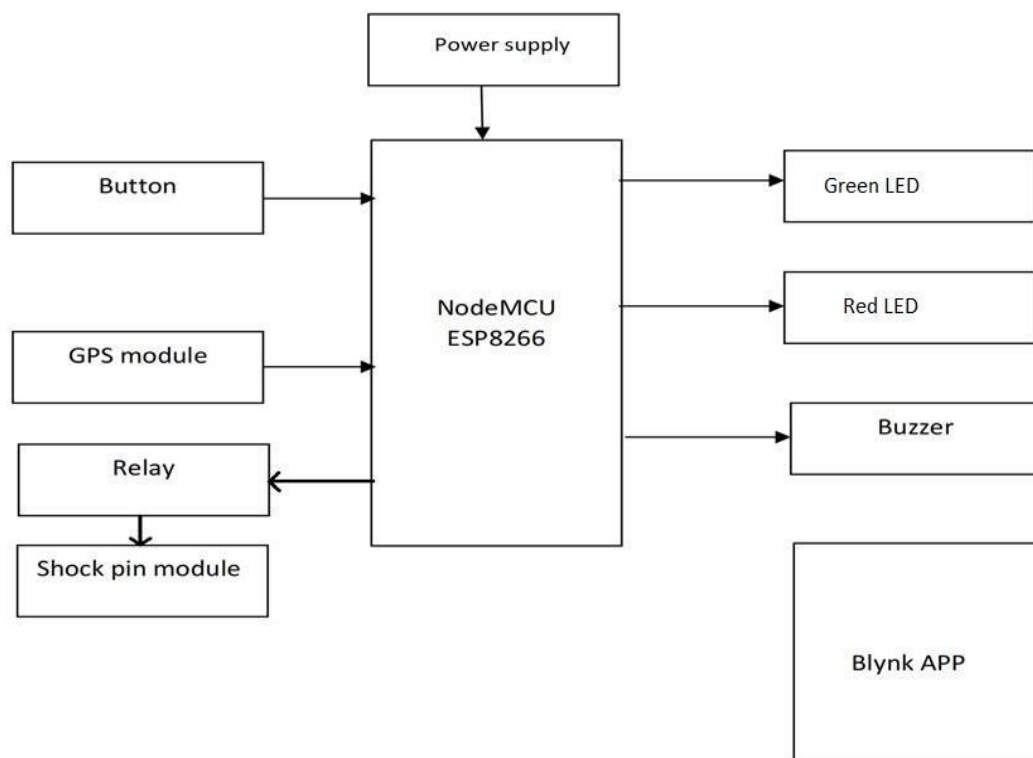 Power supply
Button
Green LED
NodeMCU
ESP8266
Red LED
GPS module
Buzzer
Relay
Shock pin module
Blynk APP